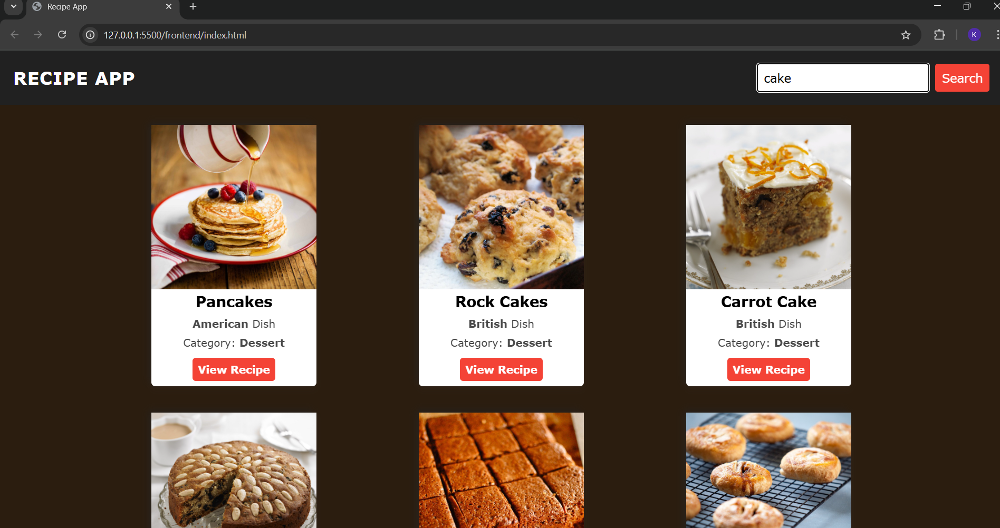 Recipe App
127.0.0.1:5500/frontend/index.html
K
RECIPE APP
cake
Search
Pancakes
American Dish
Category: Dessert
View Recipe
Rock Cakes
British Dish
Category: Dessert
View Recipe
Carrot Cake
British Dish
Category: Dessert
View Recipe